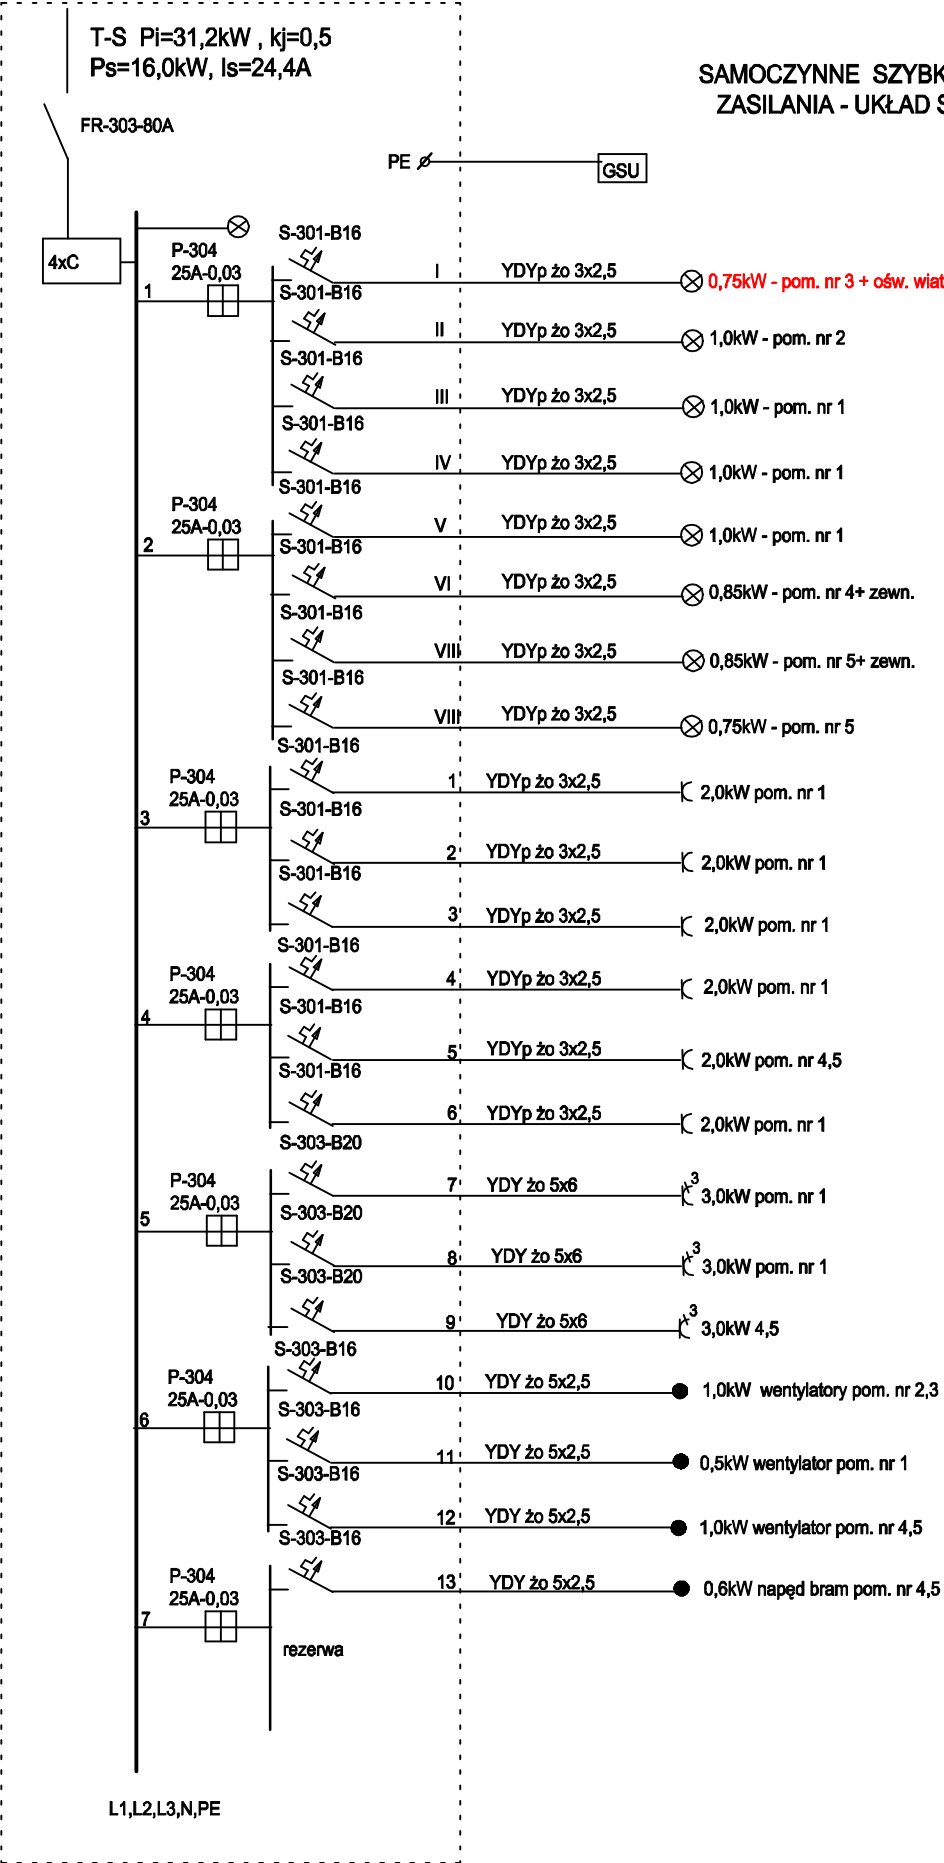 T-S Pi=31,2kW , kj=0,5
Ps=16,0kW, Is=24,4A
SAMOCZYNNE SZYBK
ZASILANIA - UKŁAD S
FR-303-80A
PE
GSU
4xC
P-304
25A-0,03
1
S-301-B16
I
YDYp żo 3x2,5
0,75kW - pom. nr 3 + ośw. wiat
S-301-B16
II
YDYp żo 3x2,5
1,0kW - pom. nr 2
S-301-B16
III
YDYp żo 3x2,5
1,0kW - pom. nr 1
S-301-B16
IV
YDYp żo 3x2,5
1,0kW - pom. nr 1
P-304
25A-0,03
2
S-301-B16
V
YDYp żo 3x2,5
1,0kW - pom. nr 1
S-301-B16
VI
YDYp żo 3x2,5
0,85kW - pom. nr 4+ zewn.
S-301-B16
VIII
YDYp żo 3x2,5
0,85kW - pom. nr 5+ zewn.
S-301-B16
VIII
YDYp żo 3x2,5
0,75kW - pom. nr 5
P-304
25A-0,03
3
S-301-B16
1
YDYp żo 3x2,5
2,0kW pom. nr 1
S-301-B16
2
YDYp żo 3x2,5
2,0kW pom. nr 1
S-301-B16
3
YDYp żo 3x2,5
2,0kW pom. nr 1
P-304
25A-0,03
4
S-301-B16
4
YDYp żo 3x2,5
2,0kW pom. nr 1
S-301-B16
5
YDYp żo 3x2,5
2,0kW pom. nr 4,5
S-301-B16
6
YDYp żo 3x2,5
2,0kW pom. nr 1
P-304
25A-0,03
5
S-303-B20
7
YDY żo 5x6
3
3,0kW pom. nr 1
S-303-B20
8
YDY żo 5x6
3
3,0kW pom. nr 1
S-303-B20
9
YDY żo 5x6
3
3,0kW 4,5
P-304
25A-0,03
6
S-303-B16
10
YDY żo 5x2,5
1,0kW wentylatory pom. nr 2,3
S-303-B16
11
YDY żo 5x2,5
0,5kW wentylator pom. nr 1
S-303-B16
12
YDY żo 5x2,5
1,0kW wentylator pom. nr 4,5
P-304
25A-0,03
7
S-303-B16
13
YDY żo 5x2,5
0,6kW napęd bram pom. nr 4,5
rezerwa
L1,L2,L3,N,PE